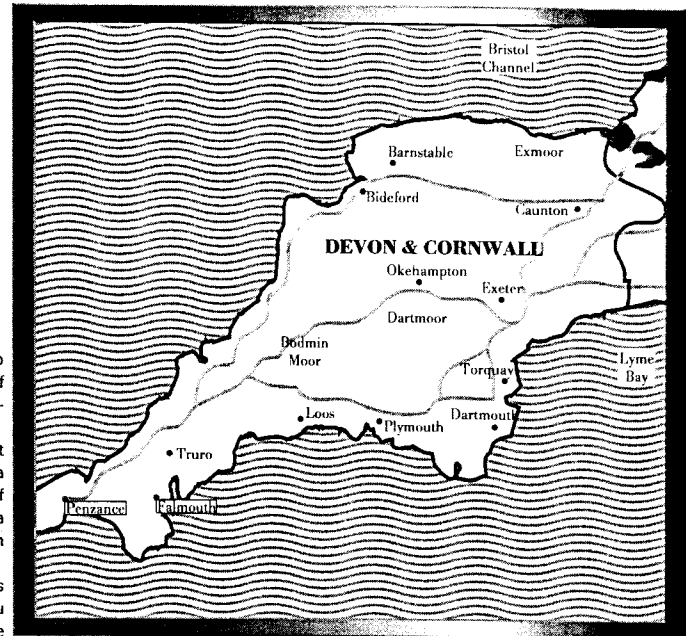 Bristol
Channel
Barnstable
Exmoor
Bideford
Caunton
DEVON & CORNWALL
Okehampton
Exeter
Dartmoor
Bodmin
Moor
Lyme
Bay
Torquay
Loos
Plymouth
Dartmouth
Truro
Penzance
Falmouth